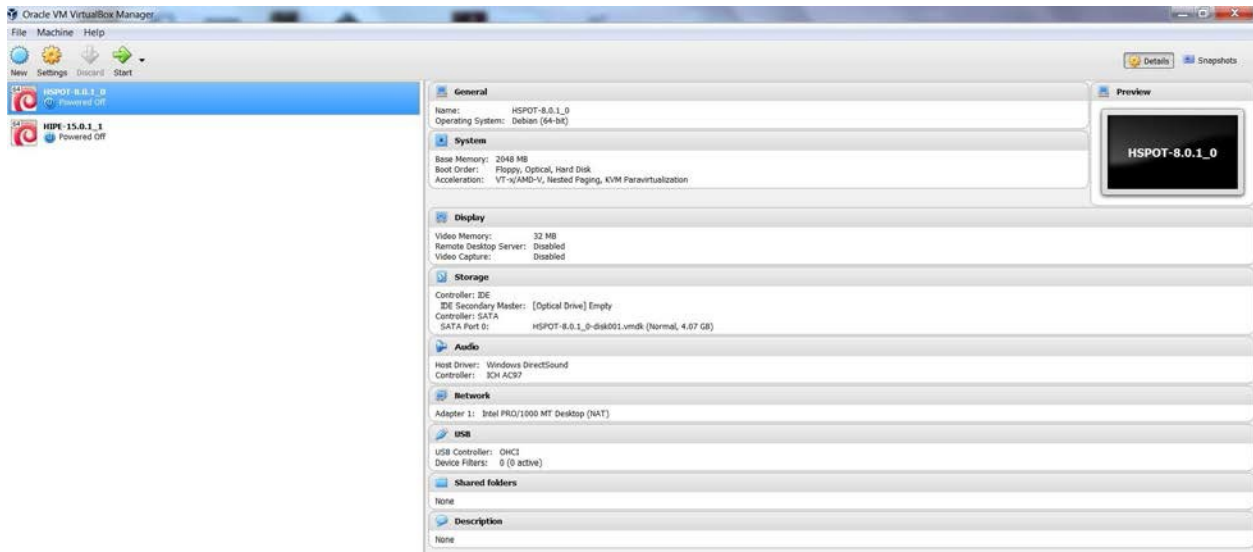 Oracle VM VirtualBox Manager
File Machine Help
New Settings Discard Start
Details Snapshots
64
HSPOT-8.0.1_0
Powered Off
64
HIPE-15.0.1_1
Powered Off
General
Name: HSPOT-8.0.1_0
Operating System: Debian (64-bit)
System
Base Memory: 2048 MB
Boot Order: Floppy, Optical, Hard Disk
Acceleration: VT-x/AMD-V, Nested Paging, KVM Paravirtualization
Preview
HSPOT-8.0.1_0
Display
Video Memory: 32 MB
Remote Desktop Server: Disabled
Video Capture: Disabled
Storage
Controller: IDE
IDE Secondary Master: [Optical Drive] Empty
Controller: SATA
SATA Port 0: HSPOT-8.0.1_0-disk001.vmdk (Normal, 4.07 GB)
Audio
Host Driver: Windows DirectSound
Controller: ICH AC97
Network
Adapter 1: Intel PRO/1000 MT Desktop (NAT)
USB
USB Controller: OHCI
Device Filters: 0 (0 active)
Shared folders
None
Description
None